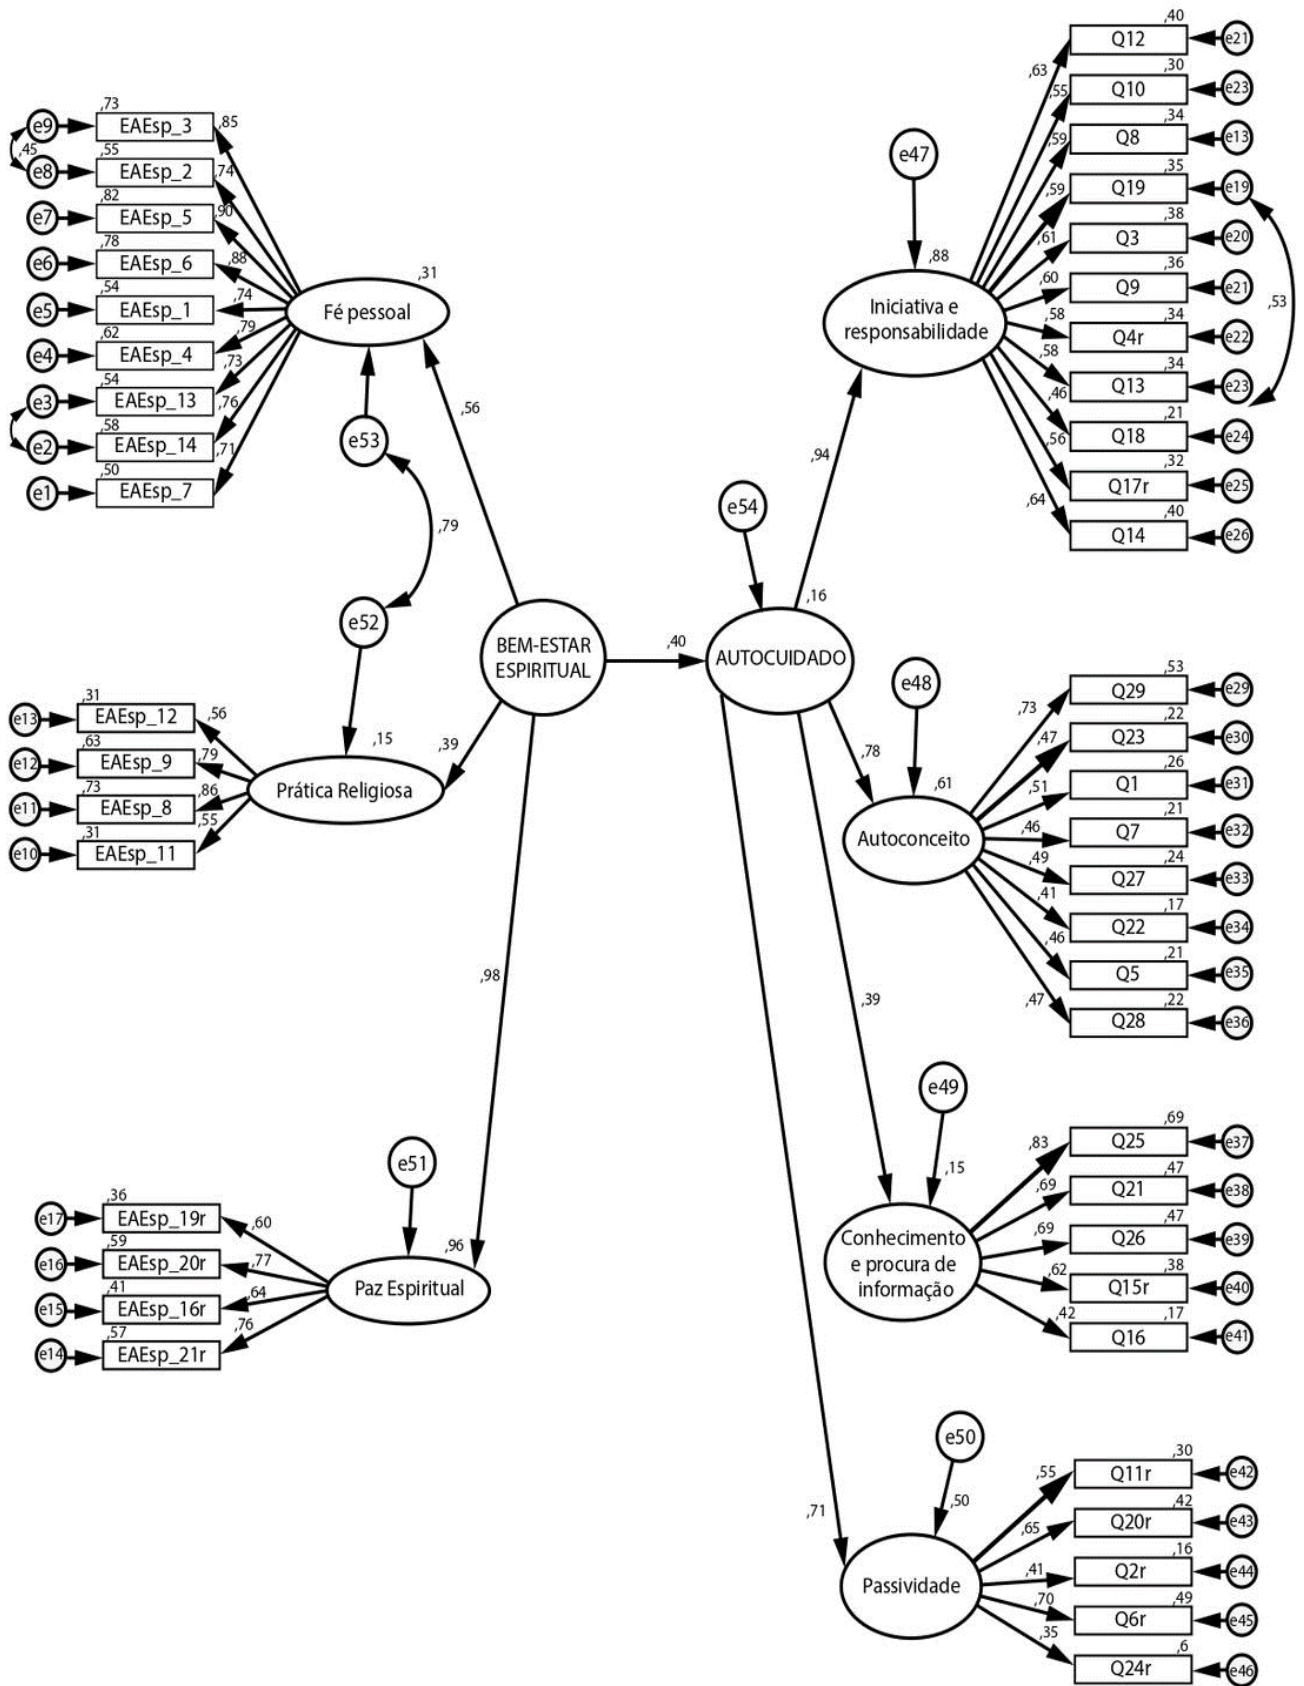 ,73
e9 EAEsp_3 ,85
,45
,55
e8 EAEsp_2 ,74
,82
e7 EAEsp_5 ,90
,78
e6 EAEsp_6 ,88
,54
e5 EAEsp_1 ,74
,62
e4 EAEsp_4 ,79
,54
e3 EAEsp_13 ,73
,58
e2 EAEsp_14 ,76
,50
e1 EAEsp_7 ,71
,31
Fé pessoal
e53
,56
,79
e52
,31
e13 EAEsp_12 ,56
,63
e12 EAEsp_9 ,79
,73
e11 EAEsp_8 ,86
,31
e10 EAEsp_11 ,55
,15
Prática Religiosa
,39
BEM-ESTAR
ESPIRITUAL
,98
e51
,36
e17 EAEsp_19r ,60
,59
e16 EAEsp_20r ,77
,41
e15 EAEsp_16r ,64
,57
e14 EAEsp_21r ,76
,96
Paz Espiritual
,40
e54
,16
AUTOCUIDADO
,94
e47
,88
Iniciativa e
responsabilidade
,40
,63 Q12 e21
,30
,55 Q10 e23
,34
,59 Q8 e13
,35
,59 Q19 e19
,38
,61 Q3 e20
,36
,60 Q9 e21
,53
,34
,58 Q4r e22
,34
,58 Q13 e23
,21
,46 Q18 e24
,32
,56 Q17r e25
,40
,64 Q14 e26
e48
,78
,61
Autoconceito
,53
,73 Q29 e29
,22
,47 Q23 e30
,26
,51 Q1 e31
,21
,46 Q7 e32
,24
,49 Q27 e33
,17
,41 Q22 e34
,21
,46 Q5 e35
,22
,47 Q28 e36
,39
e49
,15
Conhecimento
e procura de
informação
,69
,83 Q25 e37
,47
,69 Q21 e38
,47
,69 Q26 e39
,38
,62 Q15r e40
,17
,42 Q16 e41
,71
e50
,50
Passividade
,30
,55 Q11r e42
,42
,65 Q20r e43
,16
,41 Q2r e44
,49
,70 Q6r e45
,6
,35 Q24r e46